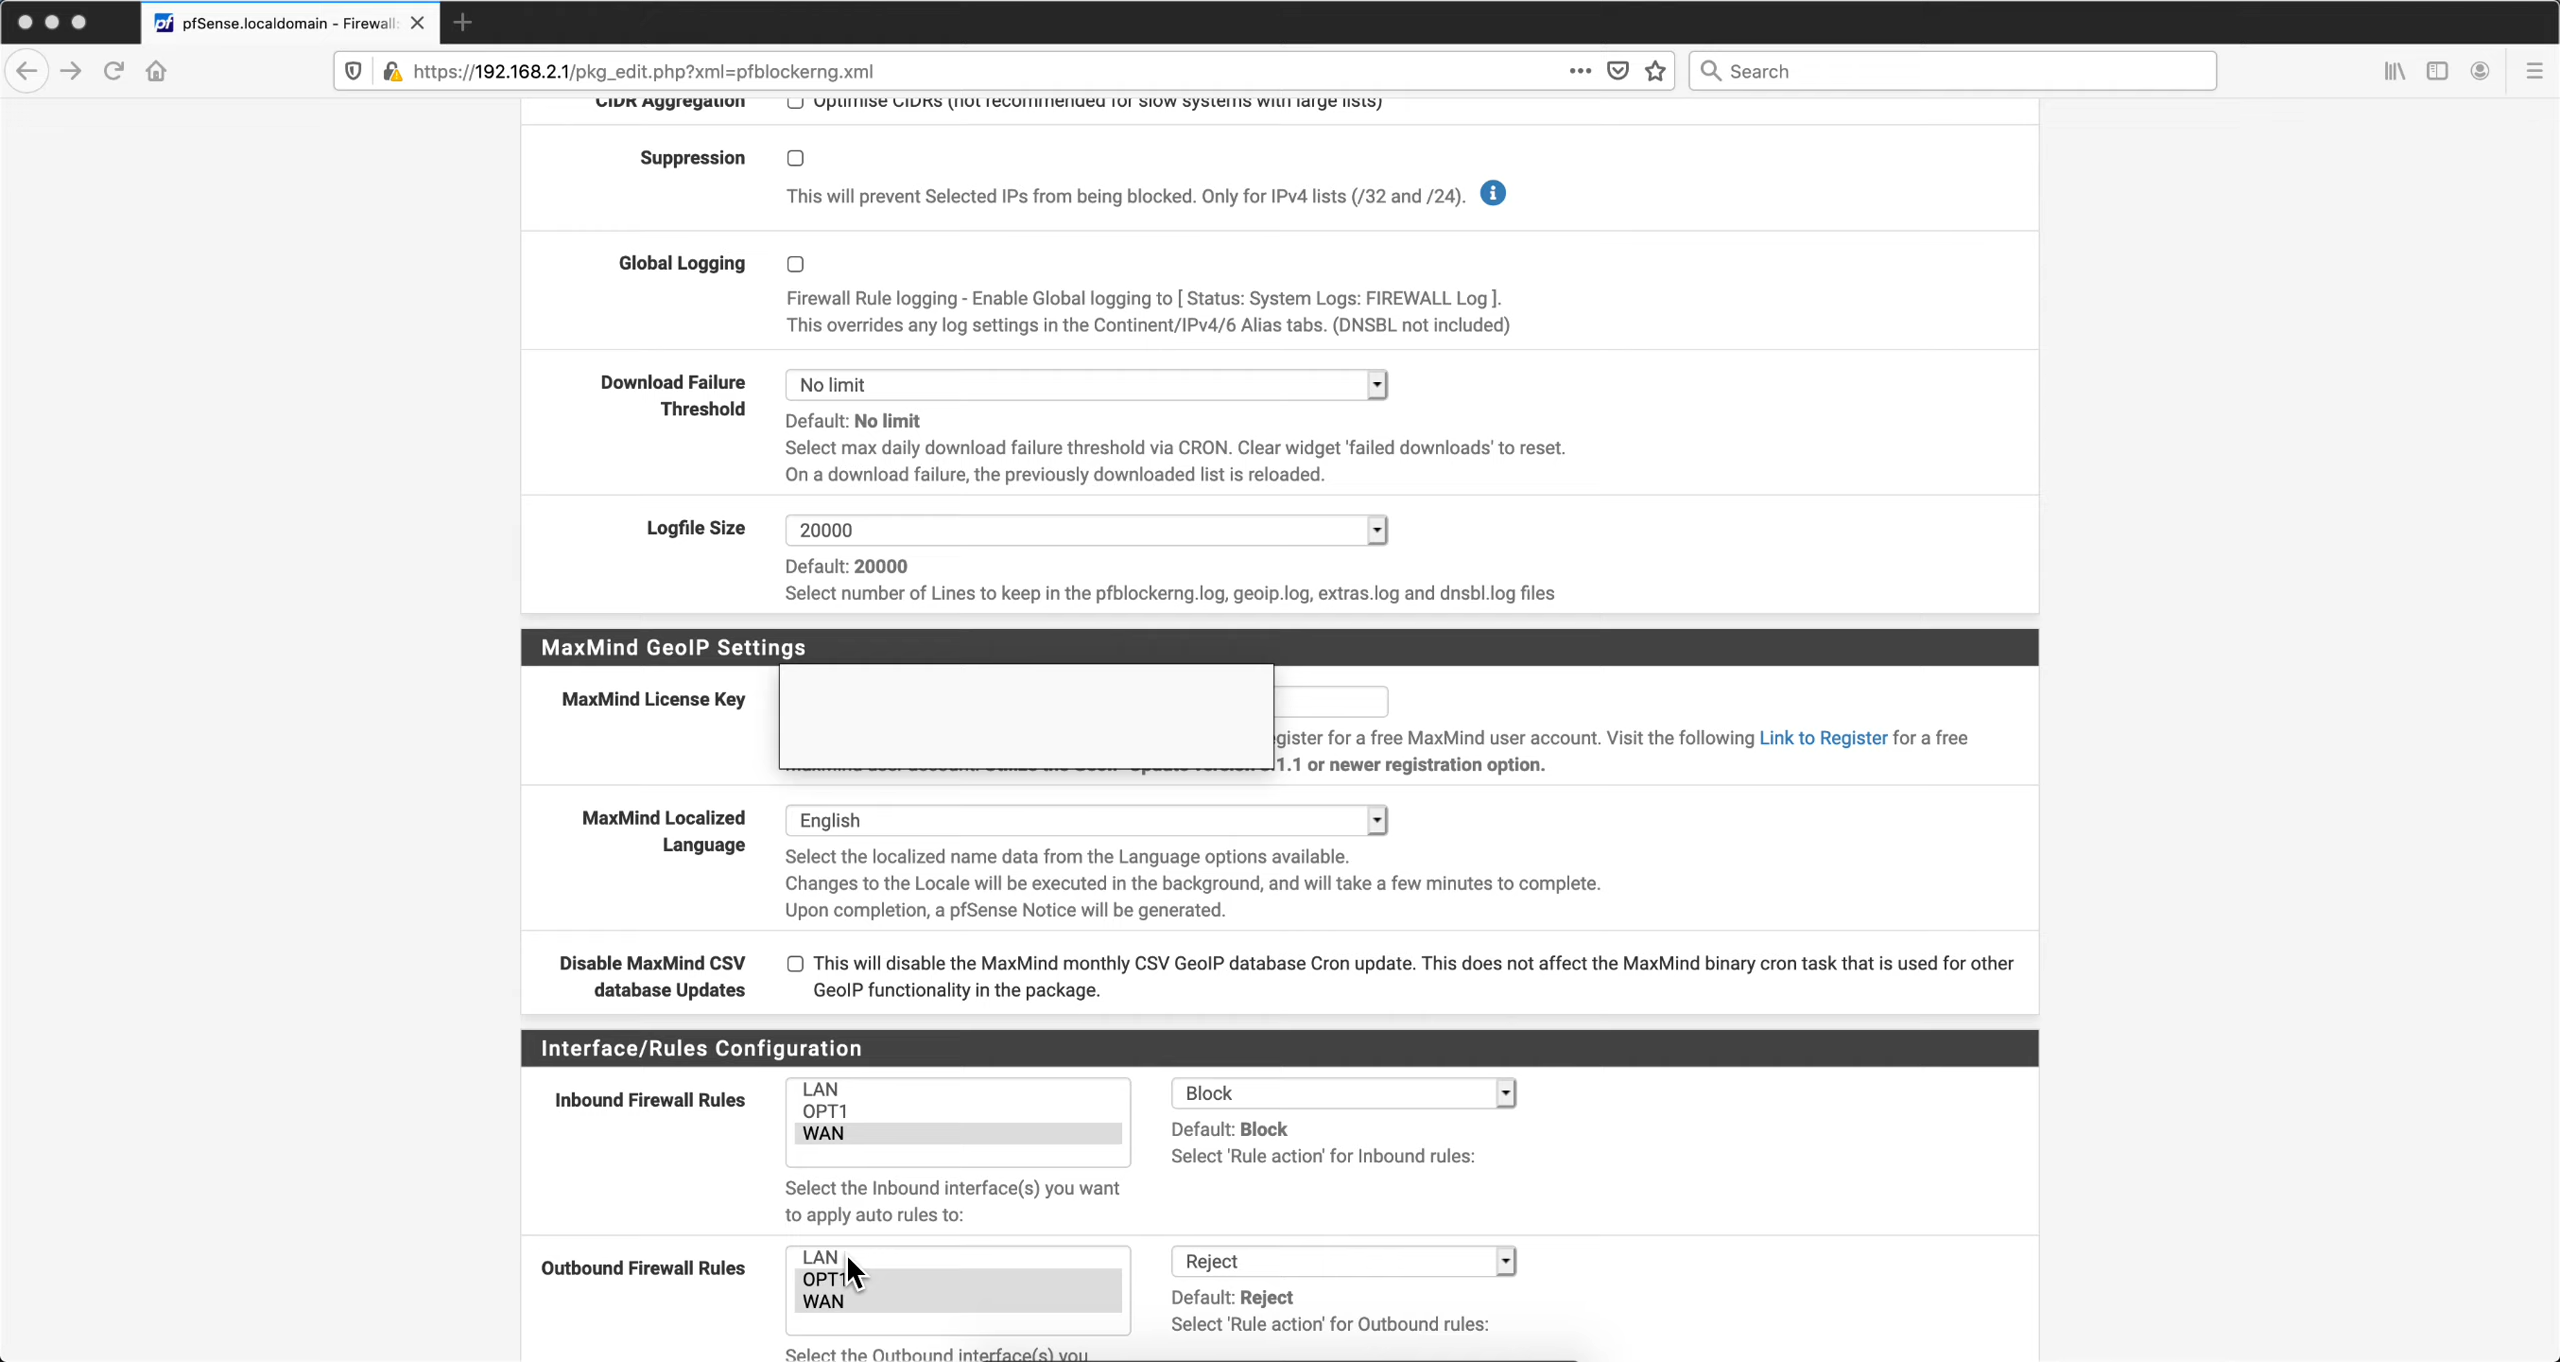 pfSense.localdomain - Firewall:
https://192.168.2.1/pkg_edit.php?xml=pfblockerng.xml
Search
CIDR Aggregation
Optimise CIDRs (not recommended for slow systems with large lists)
Suppression
This will prevent Selected IPs from being blocked. Only for IPv4 lists (/32 and /24).
Global Logging
Firewall Rule logging - Enable Global logging to [ Status: System Logs: FIREWALL Log ].
This overrides any log settings in the Continent/IPv4/6 Alias tabs. (DNSBL not included)
Download Failure
Threshold
No limit
Default: No limit
Select max daily download failure threshold via CRON. Clear widget 'failed downloads' to reset.
On a download failure, the previously downloaded list is reloaded.
Logfile Size
20000
Default: 20000
Select number of Lines to keep in the pfblockerng.log, geoip.log, extras.log and dnsbl.log files
MaxMind GeoIP Settings
MaxMind License Key
for a free MaxMind user account. Visit the following Link to Register for a free
or newer registration option.
MaxMind Localized
Language
English
Select the localized name data from the Language options available.
Changes to the Locale will be executed in the background, and will take a few minutes to complete.
Upon completion, a pfSense Notice will be generated.
Disable MaxMind CSV
database Updates
This will disable the MaxMind monthly CSV GeoIP database Cron update. This does not affect the MaxMind binary cron task that is used for other
GeoIP functionality in the package.
Interface/Rules Configuration
Inbound Firewall Rules
LAN
OPT1
WAN
Select the Inbound interface(s) you want
to apply auto rules to:
Block
Default: Block
Select 'Rule action' for Inbound rules:
Outbound Firewall Rules
LAN
OPT1
WAN
Select the Outbound interface(s) you
Reject
Default: Reject
Select 'Rule action' for Outbound rules: